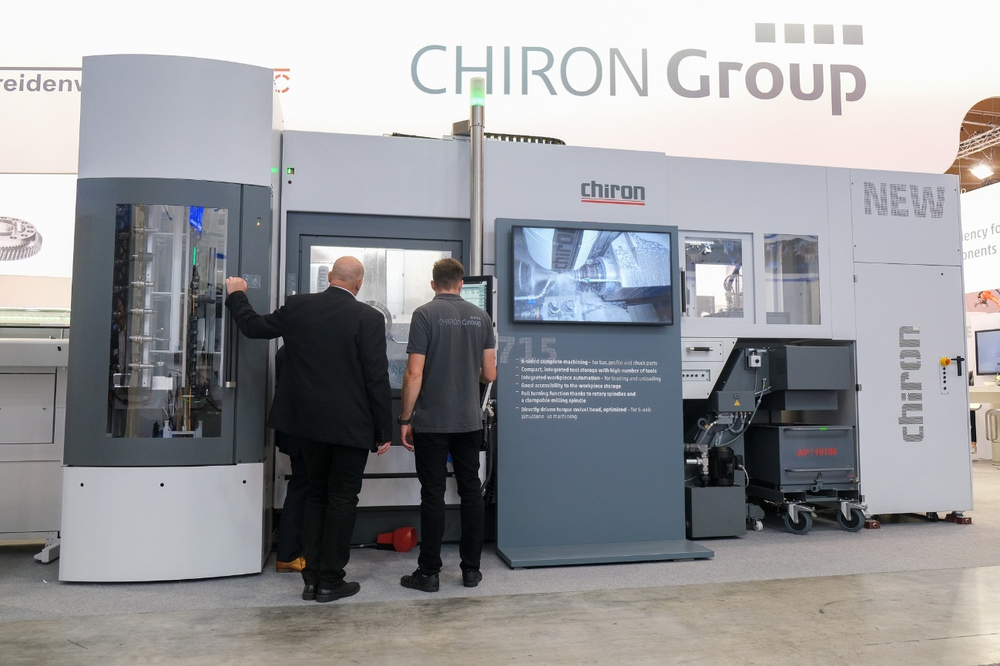 CHIRON Group
reidenw
chiron
NEW
iency fo
onents
chiron
chiron
chiron
CHIRON Group
715
– 6-sided complete machining – for bar, profile and chuck parts
– Compact, integrated tool storage with high number of tools
– Integrated workpiece automation – for loading and unloading
– Good accessibility to the workpiece storage
– Full turning function thanks to rotary spindles and
a clampable milling spindle
– Directly driven torque swivel head, optimized – for 5-axis
simultane us machining
AP/10106